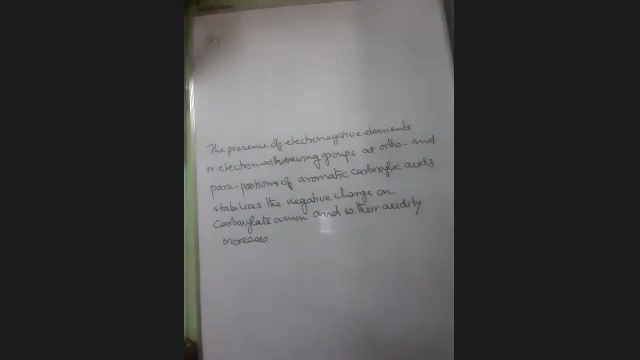 The presence of electronegative elements
or electron-withdrawing groups at ortho- and
para-positions of aromatic carboxylic acids
stabilises the negative charge on
Carboxylate anion and so their acidity
increases.